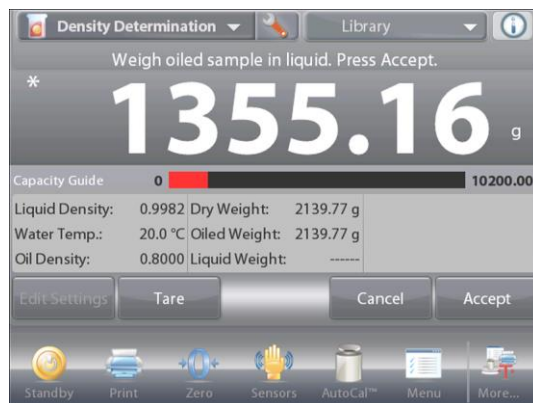 Density Determination Library
Weigh oiled sample in liquid. Press Accept.
* 1355.16 g
Capacity Guide 0 10200.00
Liquid Density: 0.9982 Dry Weight: 2139.77 g
Water Temp.: 20.0 °C Oiled Weight: 2139.77 g
Oil Density: 0.8000 Liquid Weight: ------
Edit Settings Tare Cancel Accept
Standby Print Zero Sensors AutoCal™ Menu More...